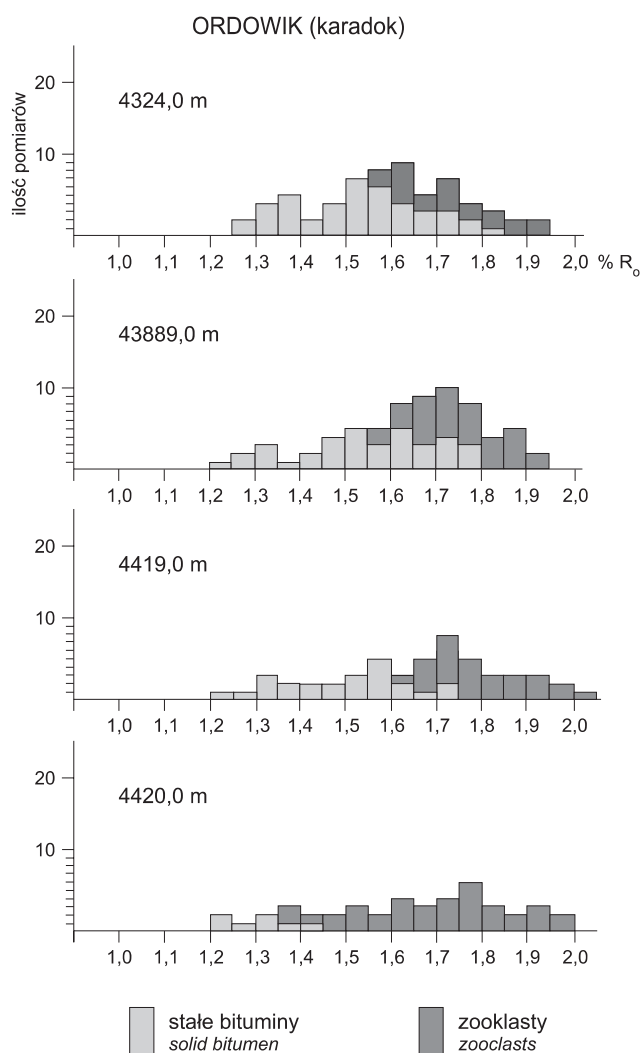 ORDOWIK (karadok)
ilość pomiarów
20
4324,0 m
10
1,0 1,1 1,2 1,3 1,4 1,5 1,6 1,7 1,8 1,9 2,0 % Ro
20
43889,0 m
10
1,0 1,1 1,2 1,3 1,4 1,5 1,6 1,7 1,8 1,9 2,0
20
4419,0 m
10
1,0 1,1 1,2 1,3 1,4 1,5 1,6 1,7 1,8 1,9 2,0
20
4420,0 m
10
1,0 1,1 1,2 1,3 1,4 1,5 1,6 1,7 1,8 1,9 2,0
stałe bituminy
solid bitumen
zooklasty
zooclasts